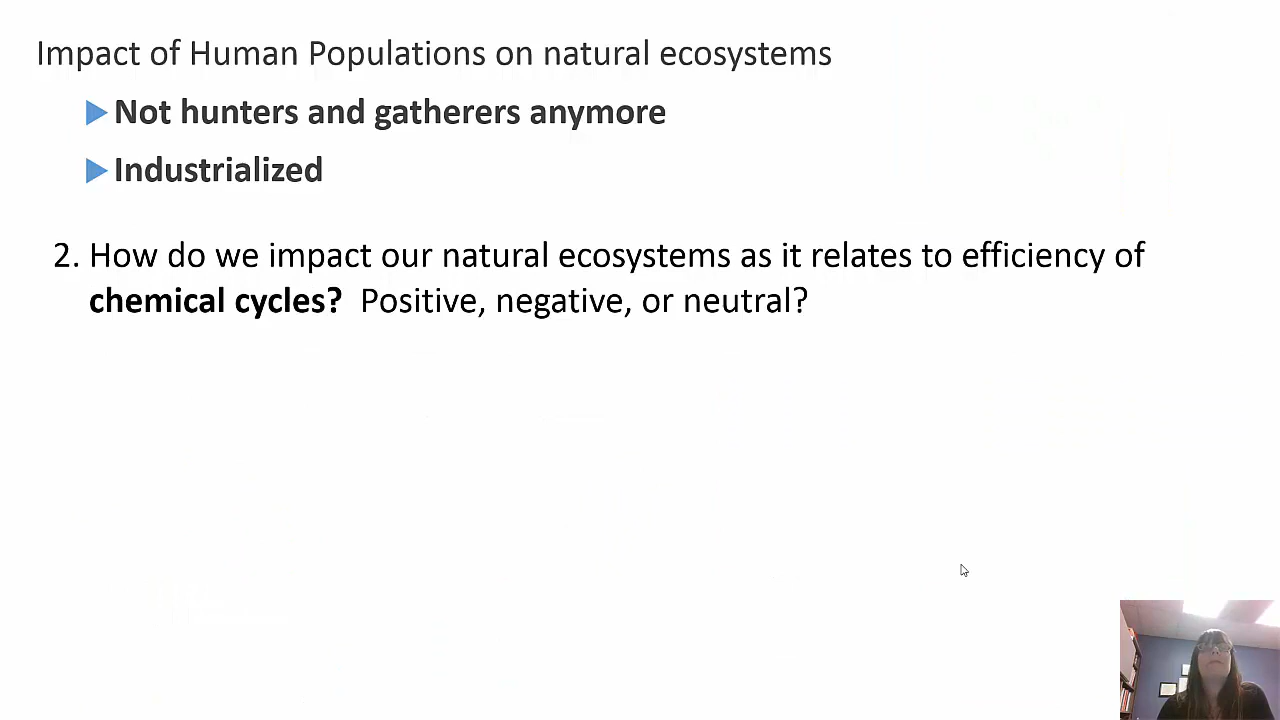 Impact of Human Populations on natural ecosystems
Not hunters and gatherers anymore
Industrialized
2. How do we impact our natural ecosystems as it relates to efficiency of
chemical cycles? Positive, negative, or neutral?